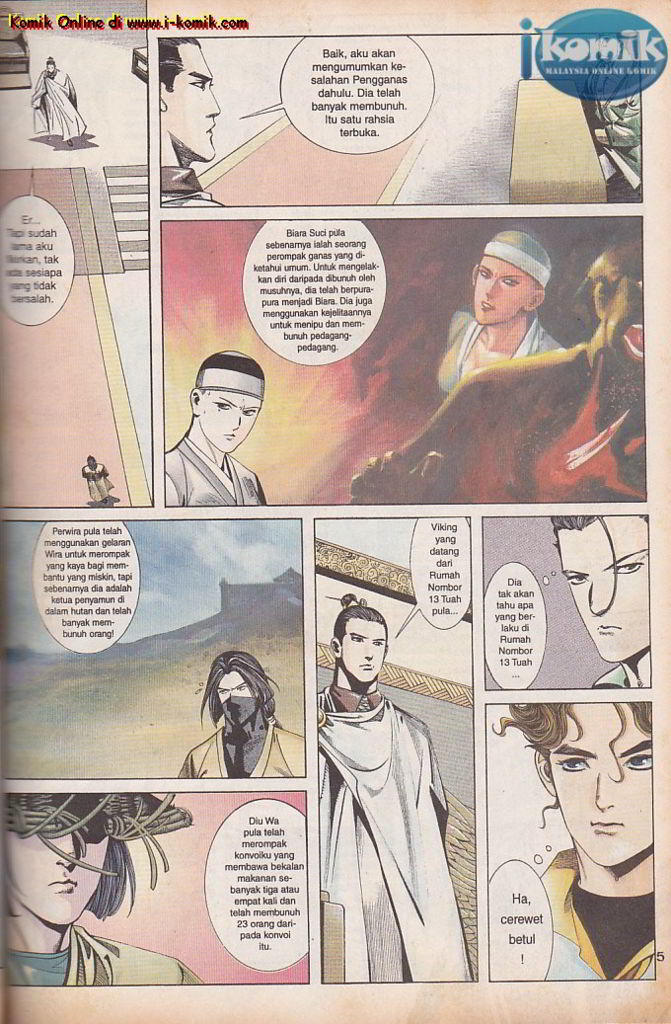 Komik Online di www.i-komik.com
ikomik
MALAYSIA ONLINE KOMIK
Er...
Tapi sudah
lama aku
fikirkan, tak
ada sesiapa
yang tidak
bersalah.
Baik, aku akan
mengumumkan ke-
salahan Pengganas
dahulu. Dia telah
banyak membunuh.
Itu satu rahsia
terbuka.
Biara Suci pula
sebenarnya ialah seorang
perompak ganas yang di-
ketahui umum. Untuk mengelak-
kan diri daripada dibunuh oleh
musuhnya, dia telah berpura-
pura menjadi Biara. Dia juga
menggunakan kejelitaannya
untuk menipu dan mem-
bunuh pedagang-
pedagang.
Perwira pula telah
menggunakan gelaran
Wira untuk merompak
yang kaya bagi mem-
bantu yang miskin, tapi
sebenarnya dia adalah
ketua penyamun di
dalam hutan dan telah
banyak mem-
bunuh orang!
Diu Wa
pula telah
merompak
konvoiku yang
membawa bekalan
makanan se-
banyak tiga atau
empat kali dan
telah membunuh
23 orang dari-
pada konvoi
itu.
Viking
yang
datang
dari
Rumah
Nombor
13 Tuah
pula...
Dia
tak akan
tahu apa
yang ber-
laku di
Rumah
Nombor
13 Tuah
...
Ha,
cerewet
betul
!
5